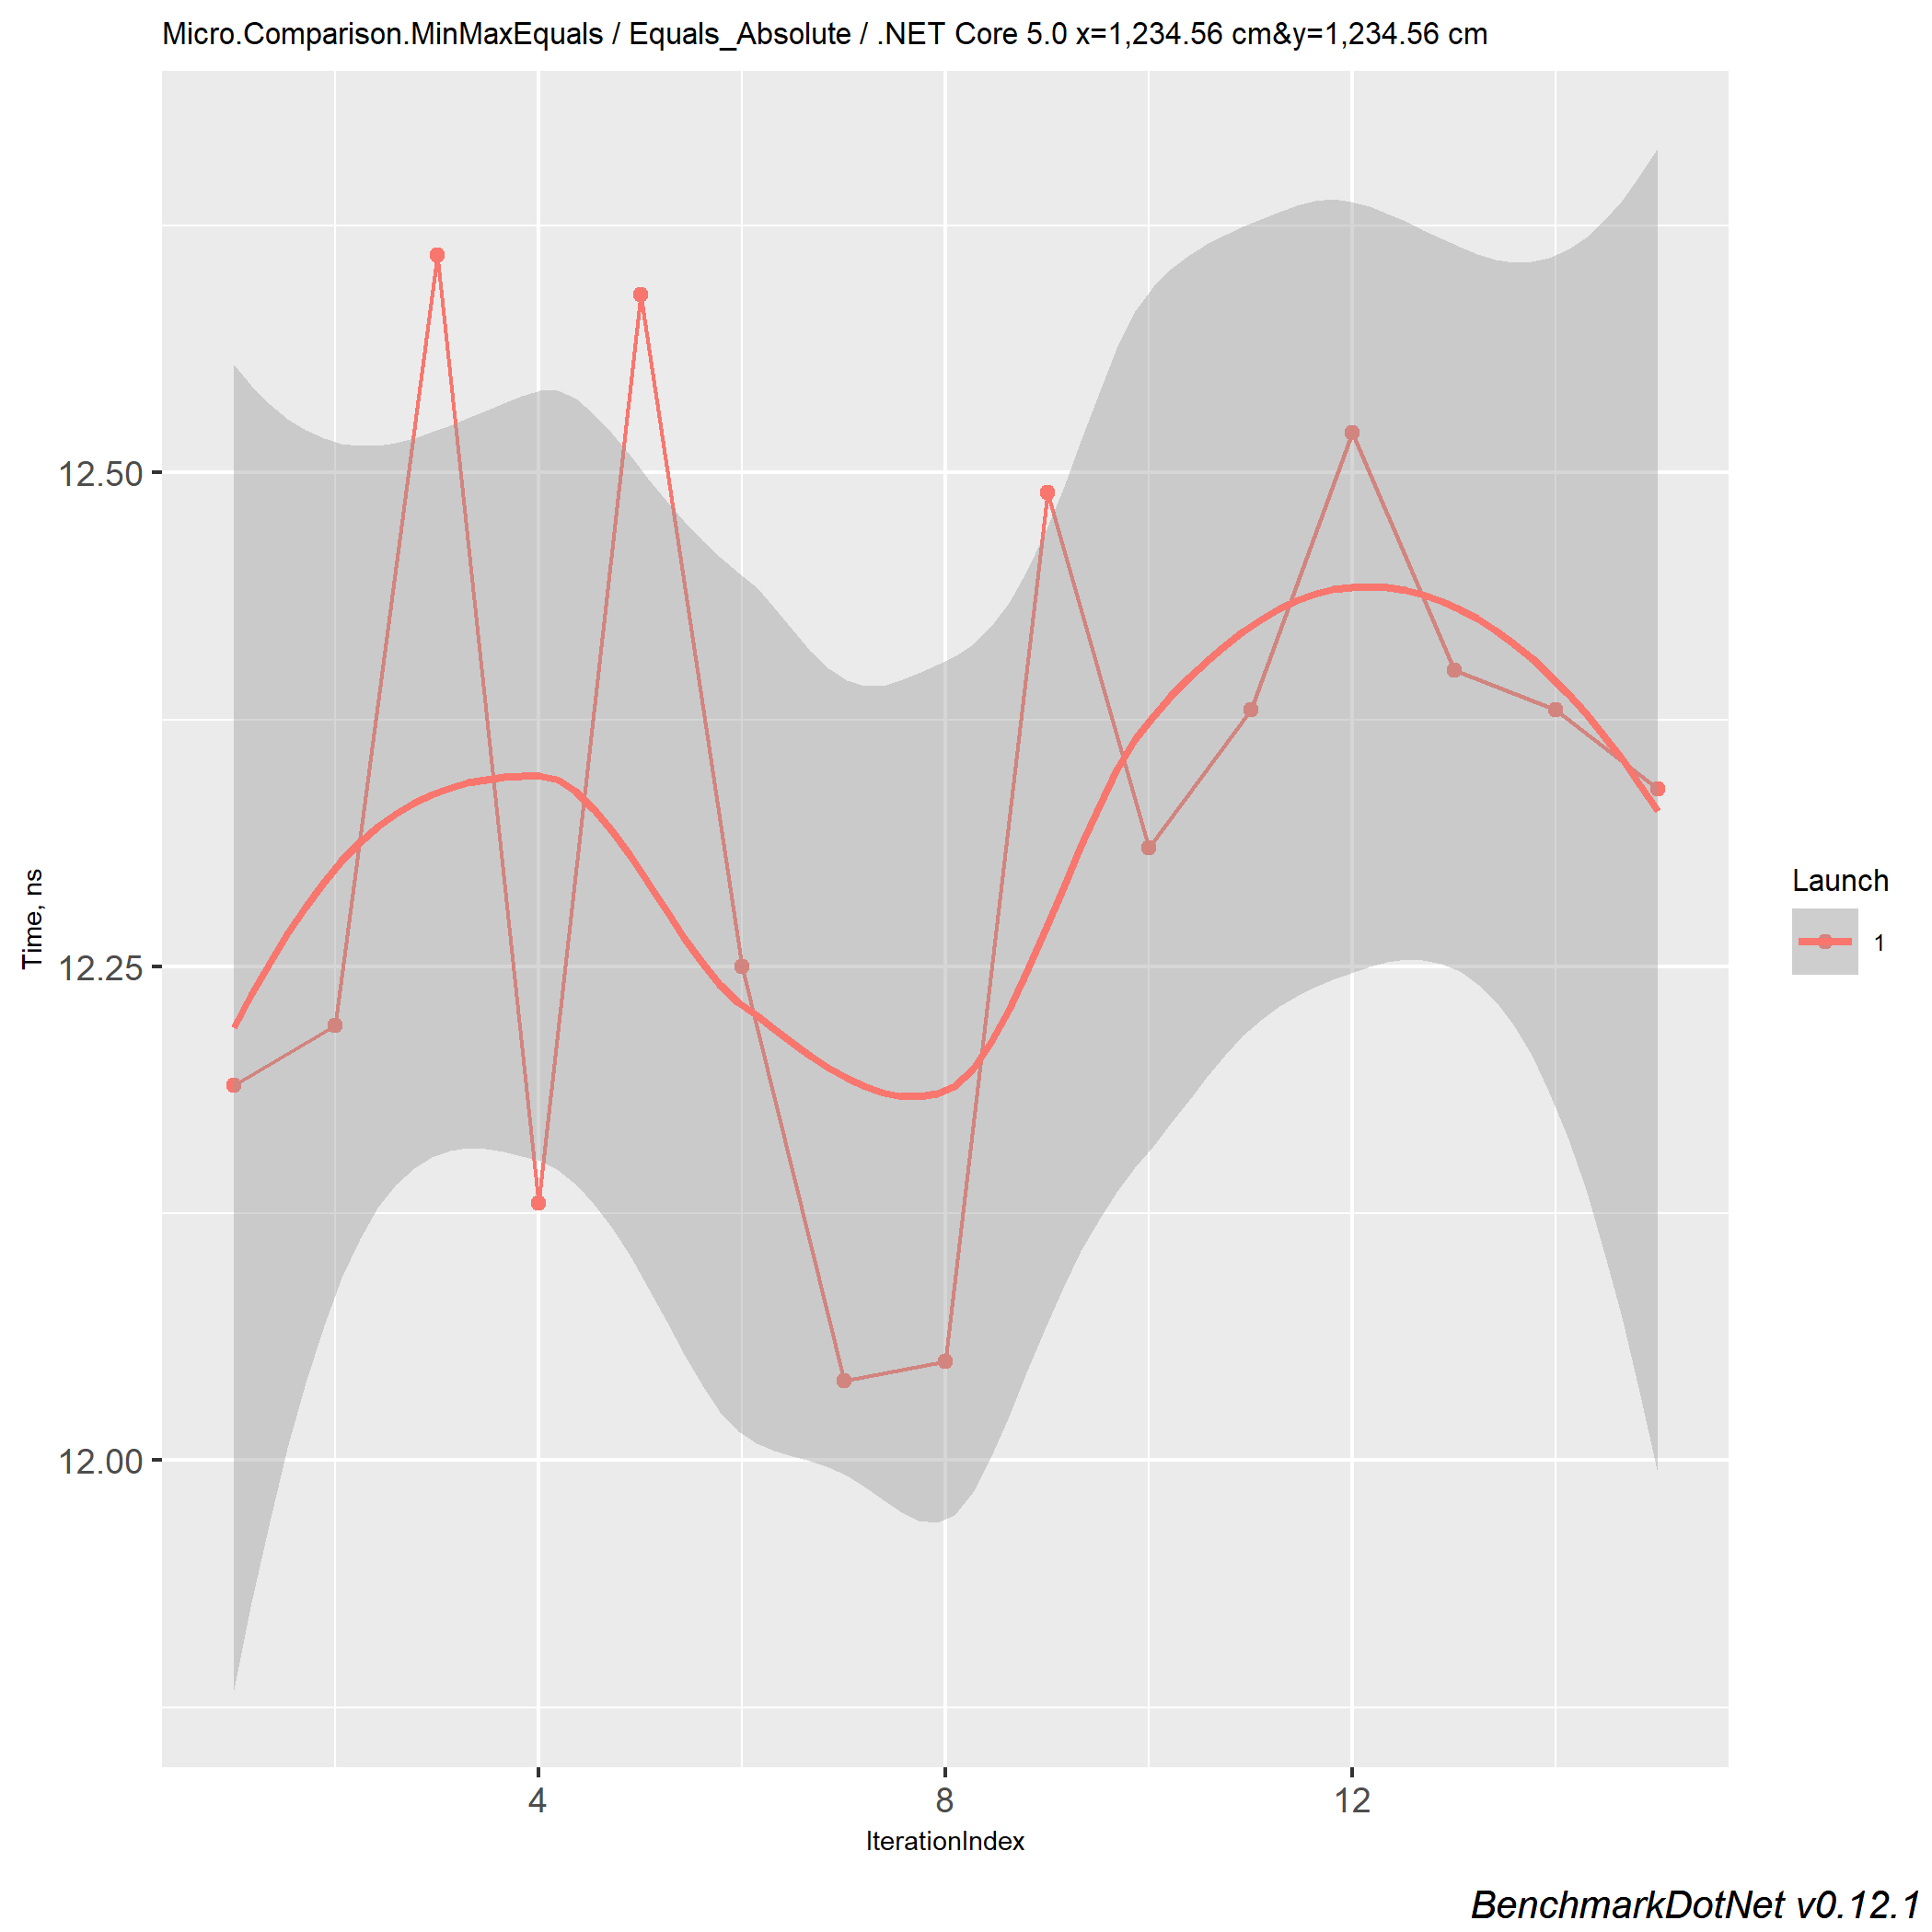 Micro.Comparison.MinMaxEquals / Equals_Absolute / .NET Core 5.0 x=1,234.56 cm&y=1,234.56 cm
12.50
12.25
12.00
Time, ns
4 8 12
IterationIndex
Launch
1
BenchmarkDotNet v0.12.1